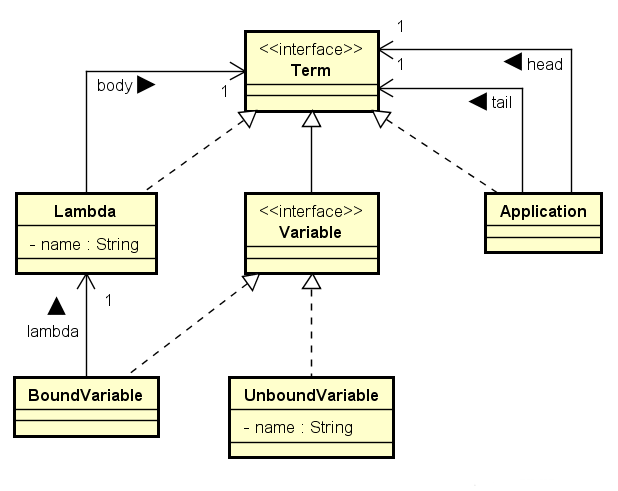 <<interface>>
Term
1
1
1
body
head
tail
Lambda
- name : String
<<interface>>
Variable
Application
1
lambda
BoundVariable
UnboundVariable
- name : String